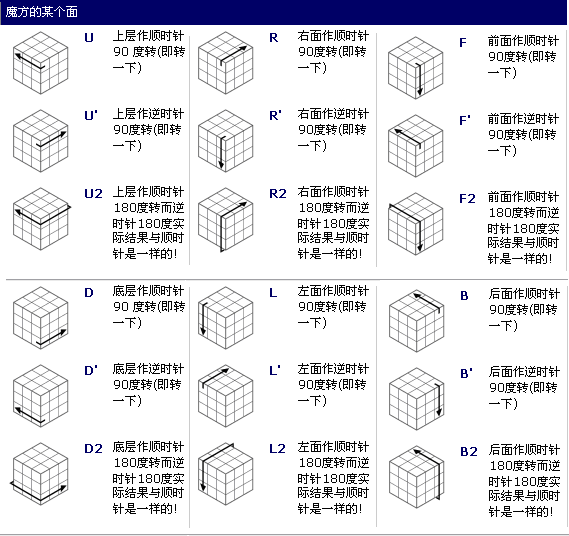 魔方的某个面
U
上层作顺时针
90 度转(即转
一下)
R
右面作顺时针
90 度转(即转
一下)
F
前面作顺时针
90度转(即转
一下)
U'
上层作逆时针
90度转(即转
一下)
R'
右面作逆时针
90度转(即转
一下)
F'
前面作逆时针
90度转(即转
一下)
U2
上层作顺时针
180度转而逆
时针180度实
际结果与顺时
针是一样的!
R2
右面作顺时针
180度转而逆
时针180度实
际结果与顺时
针是一样的!
F2
前面作顺时针
180度转而逆
时针180度实
际结果与顺时
针是一样的!
D
底层作顺时针
90 度转(即转
一下)
L
左面作顺时针
90度转(即转
一下)
B
后面作顺时针
90度转(即转
一下)
D'
底层作逆时针
90度转(即转
一下)
L'
左面作逆时针
90度转(即转
一下)
B'
后面作逆时针
90度转(即转
一下)
D2
底层作顺时针
180度转而逆
时针180度实
际结果与顺时
针是一样的!
L2
左面作顺时针
180度转而逆
时针180度实
际结果与顺时
针是一样的!
B2
后面作顺时针
180度转而逆
时针180度实
际结果与顺时
针是一样的!